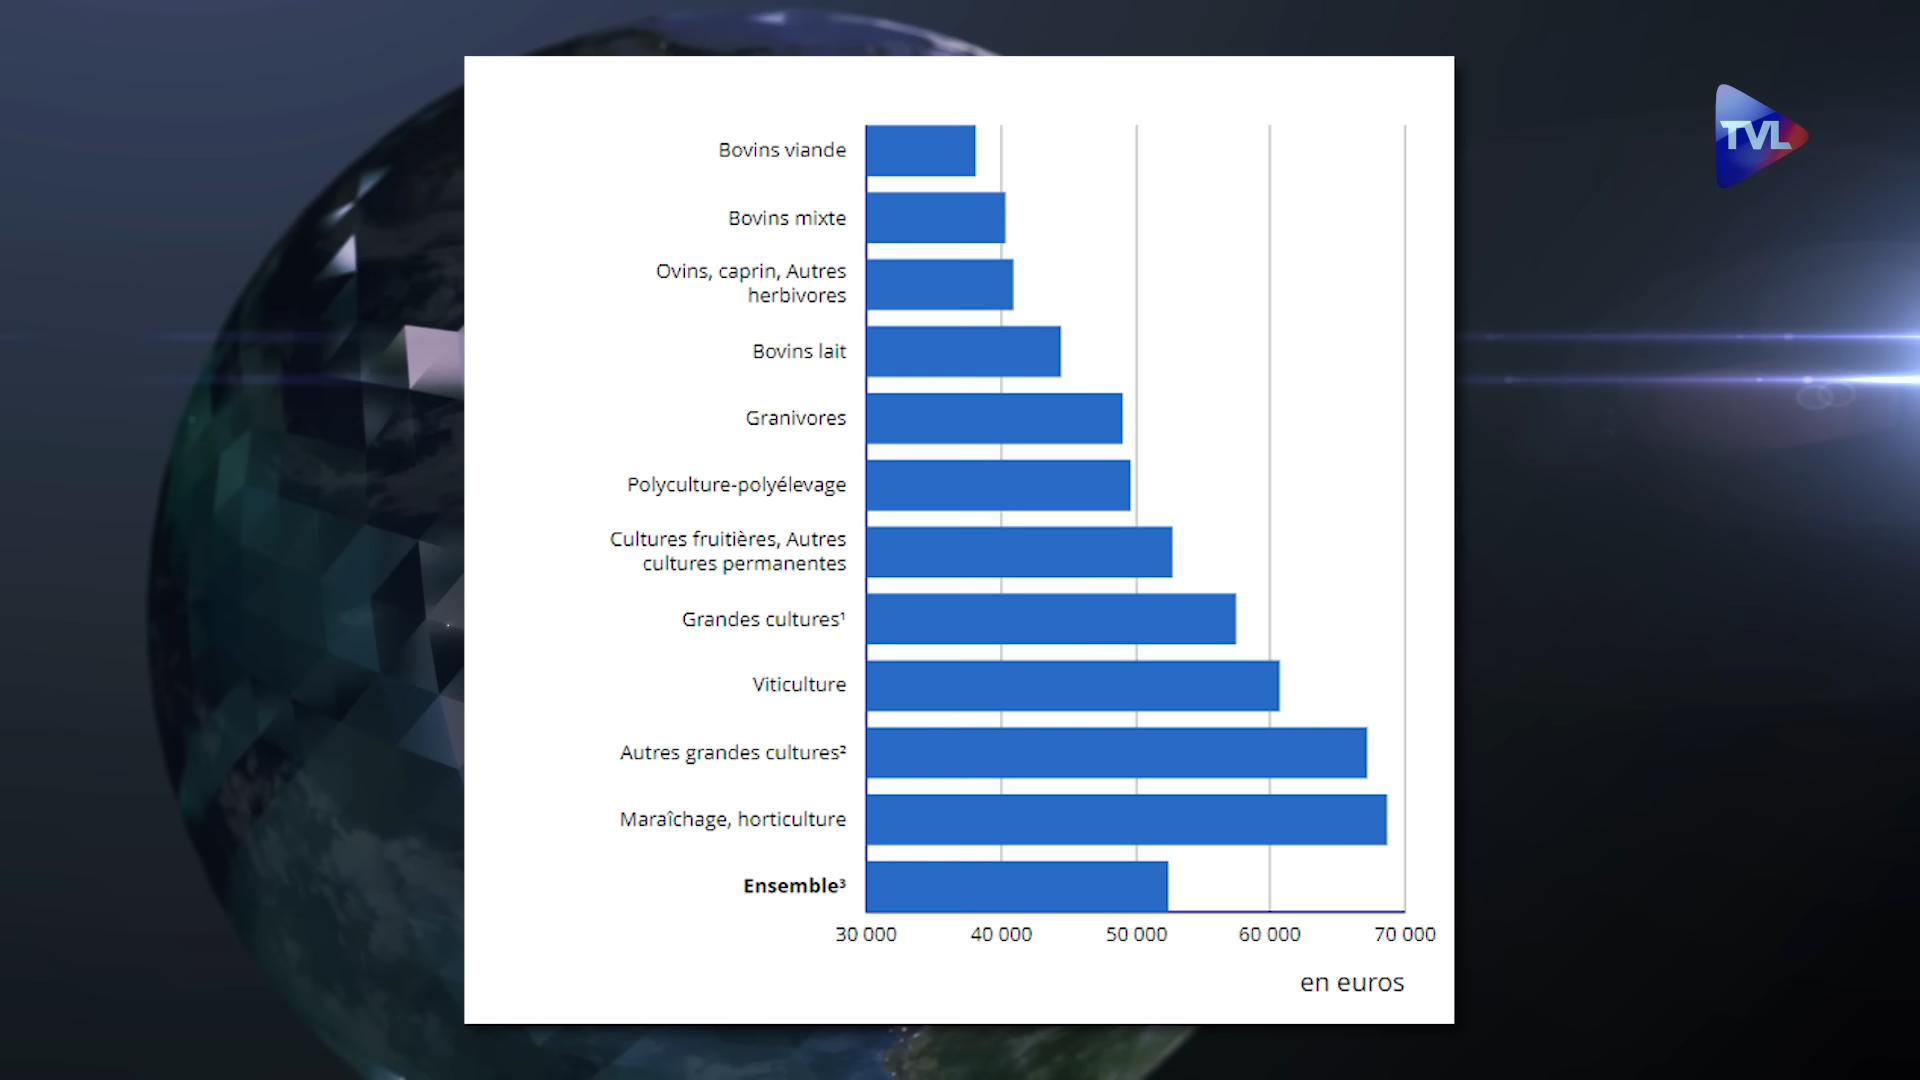 TVL
Bovins viande
Bovins mixte
Ovins, caprin, Autres
herbivores
Bovins lait
Granivores
Polyculture-polyélevage
Cultures fruitières, Autres
cultures permanentes
Grandes cultures¹
Viticulture
Autres grandes cultures²
Maraîchage, horticulture
Ensemble³
30 000 40 000 50 000 60 000 70 000
en euros